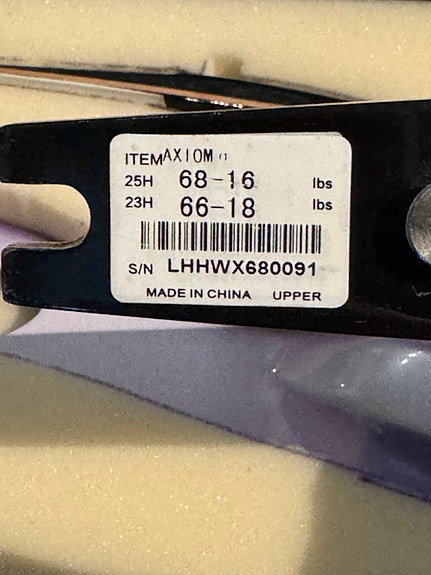 ITEM AXIOM
25H 68-16 lbs
23H 66-18 lbs
S/N LHHWX680091
MADE IN CHINA UPPER